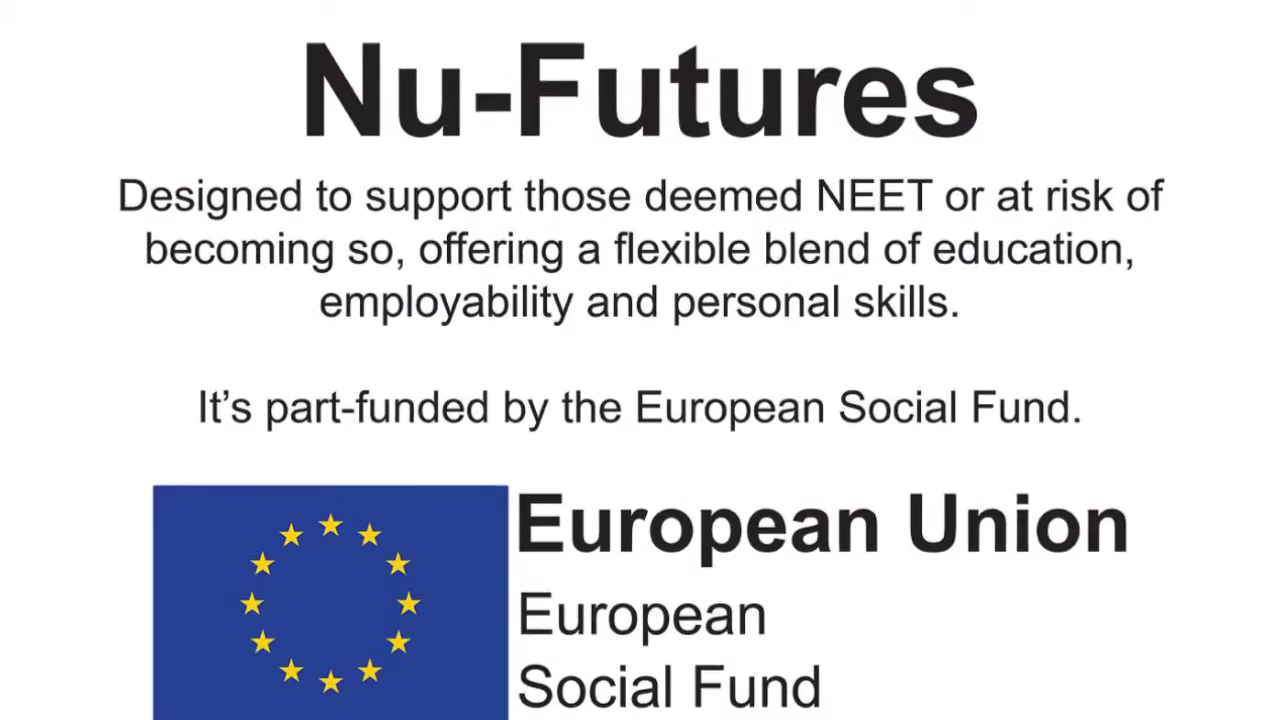 Nu-Futures
Designed to support those deemed NEET or at risk of
becoming so, offering a flexible blend of education,
employability and personal skills.
It’s part-funded by the European Social Fund.
European Union
European
Social Fund